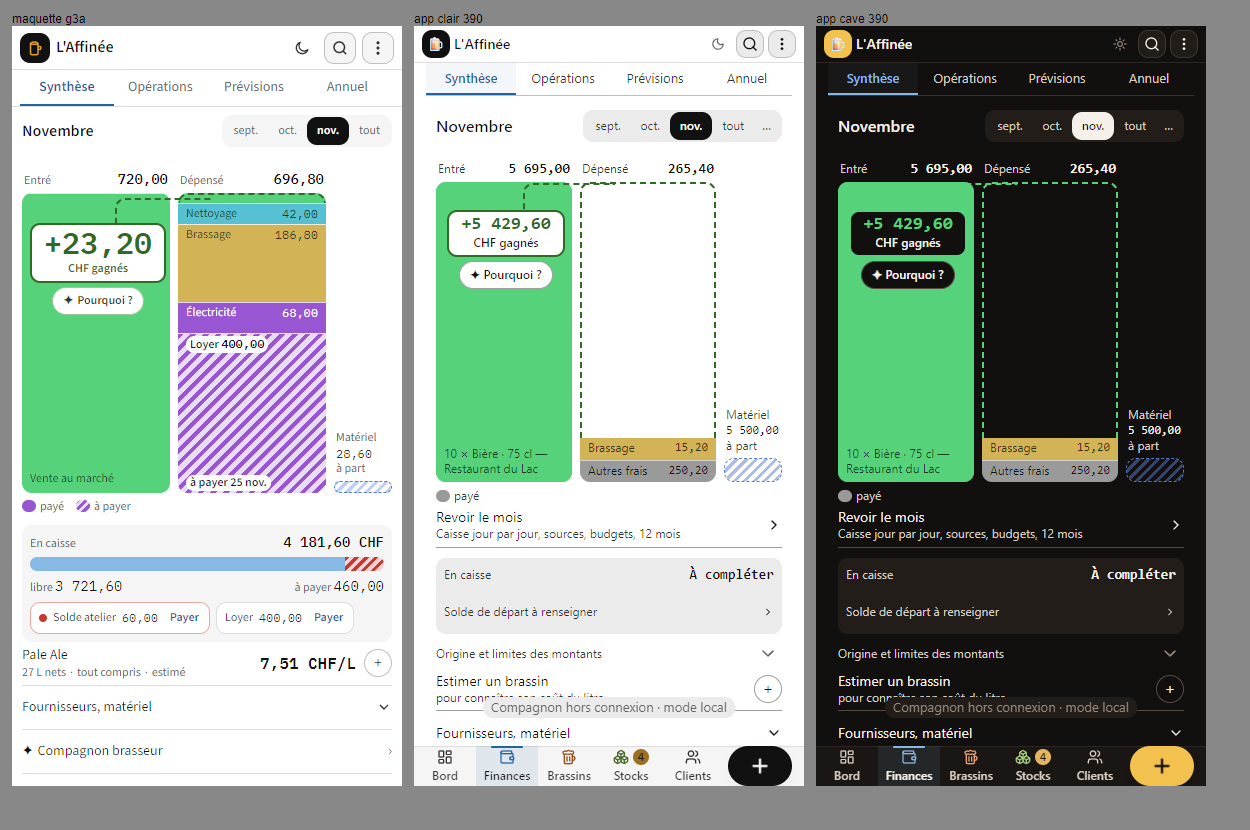 maquette g3a
L'Affinée
Synthèse Opérations Prévisions Annuel
Novembre sept. oct. nov. tout
Entré 720,00 Dépensé 696,80
+23,20
CHF gagnés
✦ Pourquoi ?
Nettoyage 42,00
Brassage 186,80
Électricité 68,00
Loyer 400,00
Vente au marché
à payer 25 nov.
Matériel
28,60
à part
payé à payer
En caisse 4 181,60 CHF
libre 3 721,60 à payer 460,00
Solde atelier 60,00 Payer Loyer 400,00 Payer
Pale Ale
27 L nets · tout compris · estimé
7,51 CHF/L +
Fournisseurs, matériel
✦ Compagnon brasseur
app clair 390
L'Affinée
Synthèse Opérations Prévisions Annuel
Novembre sept. oct. nov. tout ...
Entré 5 695,00 Dépensé 265,40
+5 429,60
CHF gagnés
✦ Pourquoi ?
10 × Bière · 75 cl —
Restaurant du Lac
Brassage 15,20
Autres frais 250,20
Matériel
5 500,00
à part
payé
Revoir le mois
Caisse jour par jour, sources, budgets, 12 mois
En caisse À compléter
Solde de départ à renseigner
Origine et limites des montants
Estimer un brassin
pour connaître son coût du litre
+
Compagnon hors connexion · mode local
Fournisseurs, matériel
4
Bord Finances Brassins Stocks Clients +
app cave 390
L'Affinée
Synthèse Opérations Prévisions Annuel
Novembre sept. oct. nov. tout ...
Entré 5 695,00 Dépensé 265,40
+5 429,60
CHF gagnés
✦ Pourquoi ?
10 × Bière · 75 cl —
Restaurant du Lac
Brassage 15,20
Autres frais 250,20
Matériel
5 500,00
à part
payé
Revoir le mois
Caisse jour par jour, sources, budgets, 12 mois
En caisse À compléter
Solde de départ à renseigner
Origine et limites des montants
Estimer un brassin
pour connaître son coût du litre
+
Compagnon hors connexion · mode local
Fournisseurs, matériel
4
Bord Finances Brassins Stocks Clients +